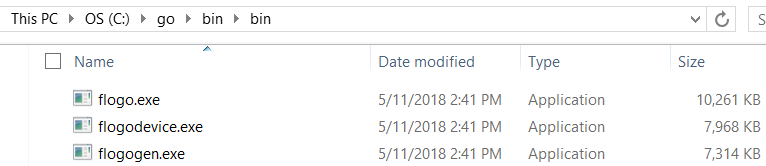 This PC OS (C:) go bin bin
Name Date modified Type Size
flogo.exe 5/11/2018 2:41 PM Application 10,261 KB
flogodevice.exe 5/11/2018 2:41 PM Application 7,968 KB
flogogen.exe 5/11/2018 2:41 PM Application 7,314 KB